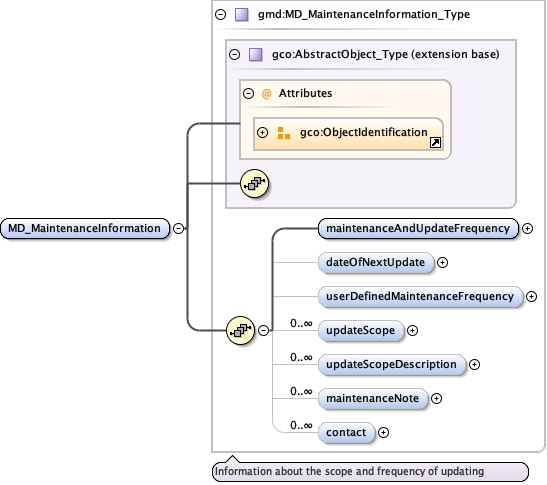 gmd:MD_MaintenanceInformation_Type
gco:AbstractObject_Type (extension base)
@ Attributes
gco:ObjectIdentification
MD_MaintenanceInformation
maintenanceAndUpdateFrequency
dateOfNextUpdate
userDefinedMaintenanceFrequency
0..∞
updateScope
0..∞
updateScopeDescription
0..∞
maintenanceNote
0..∞
contact
Information about the scope and frequency of updating